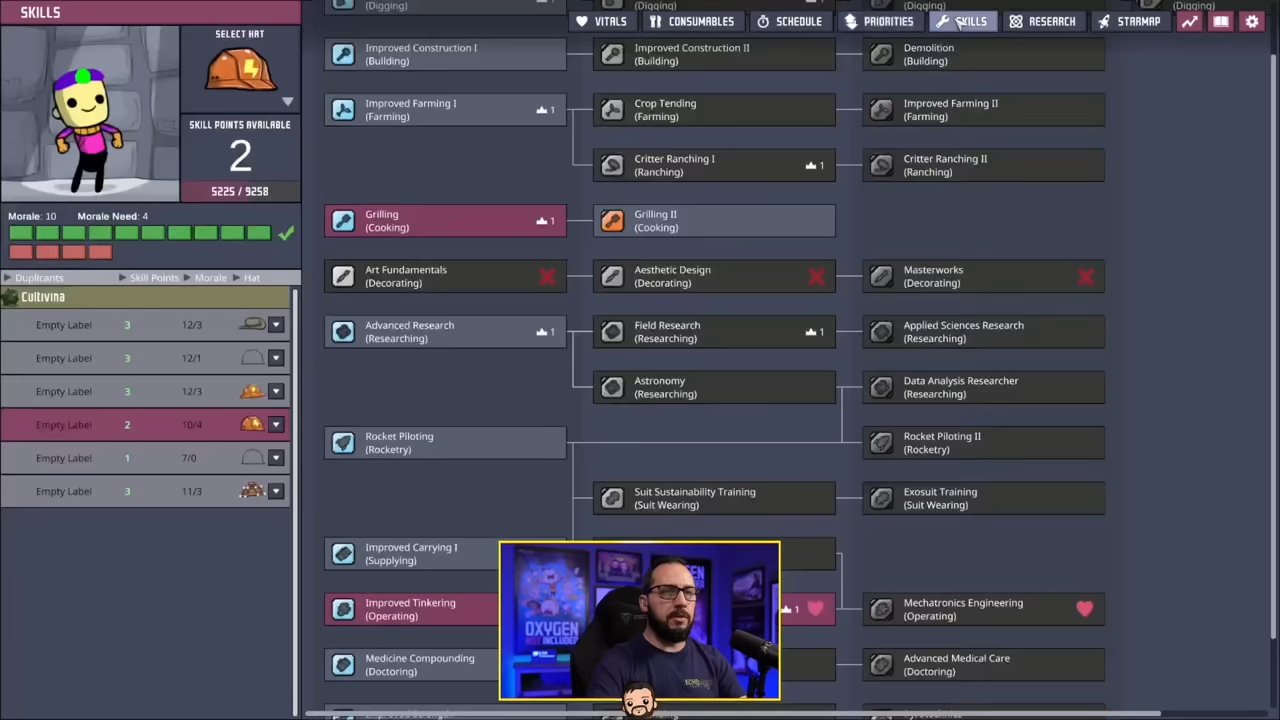 SKILLS
VITALS
CONSUMABLES
SCHEDULE
PRIORITIES
SKILLS
RESEARCH
STARMAP
SELECT HAT
SKILL POINTS AVAILABLE
2
5225 / 9258
Morale: 10 Morale Need: 4
Duplicants Skill Points Morale Hat
Cultivina
Empty Label 3 12/3
Empty Label 3 12/1
Empty Label 3 12/3
Empty Label 2 10/4
Empty Label 1 7/0
Empty Label 3 11/3
(Digging)
(Digging)
Improved Construction I
(Building)
Improved Construction II
(Building)
Demolition
(Building)
Improved Farming I
(Farming)
1
Crop Tending
(Farming)
Improved Farming II
(Farming)
Critter Ranching I
(Ranching)
1
Critter Ranching II
(Ranching)
Grilling
(Cooking)
1
Grilling II
(Cooking)
Art Fundamentals
(Decorating)
Aesthetic Design
(Decorating)
Masterworks
(Decorating)
Advanced Research
(Researching)
1
Field Research
(Researching)
1
Applied Sciences Research
(Researching)
Astronomy
(Researching)
Data Analysis Researcher
(Researching)
Rocket Piloting
(Rocketry)
Rocket Piloting II
(Rocketry)
Suit Sustainability Training
(Suit Wearing)
Exosuit Training
(Suit Wearing)
Improved Carrying I
(Supplying)
Improved Tinkering
(Operating)
1
Mechatronics Engineering
(Operating)
Medicine Compounding
(Doctoring)
Advanced Medical Care
(Doctoring)
OXYGEN